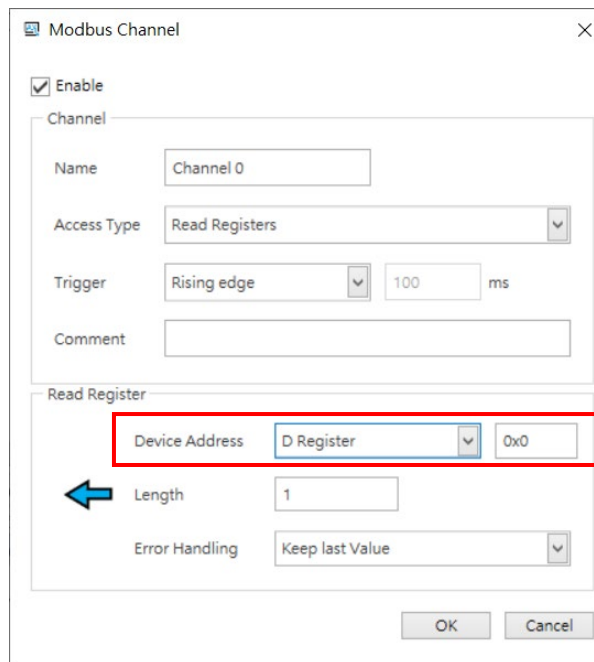 Modbus Channel
Enable
Channel
Name Channel 0
Access Type Read Registers
Trigger Rising edge 100 ms
Comment
Read Register
Device Address D Register 0x0
Length 1
Error Handling Keep last Value
OK Cancel